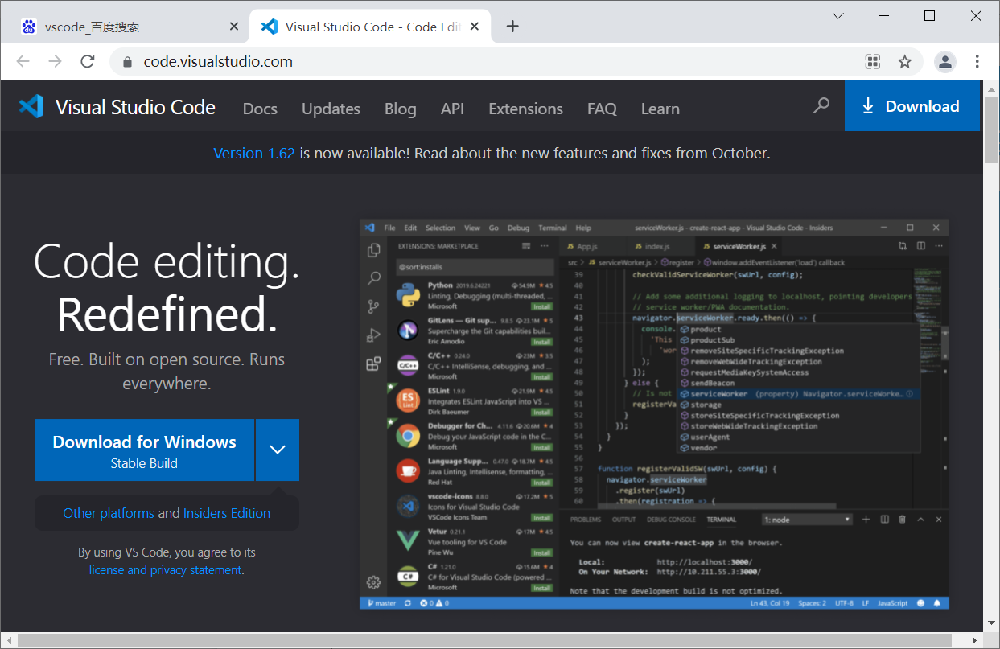 vscode_百度搜索
Visual Studio Code - Code Edi
code.visualstudio.com
Visual Studio Code Docs Updates Blog API Extensions FAQ Learn Download
Version 1.62 is now available! Read about the new features and fixes from October.
Code editing.
Redefined.
Free. Built on open source. Runs
everywhere.
Download for Windows
Stable Build
Other platforms and Insiders Edition
By using VS Code, you agree to its
license and privacy statement.
File Edit Selection View Go Debug Terminal Help serviceWorker.js - create-react-app - Visual Studio Code - Insiders
EXTENSIONS: MARKETPLACE
@sort:installs
Python 2019.6.24221 54.9M 4.5
Linting, Debugging (multi-threaded, ...
Microsoft Install
GitLens — Git sup... 9.8.5 23.1M 5
Supercharge the Git capabilities buil...
Eric Amodio Install
C/C++ 0.24.0 23M 3.5
C/C++ IntelliSense, debugging, and ...
Microsoft Install
ESLint 1.9.0 21.9M 4.5
Integrates ESLint JavaScript into VS ...
Dirk Baeumer Install
Debugger for Ch... 4.11.6 20.6M 4
Debug your JavaScript code in the C...
Microsoft Install
Language Supp... 0.47.0 18.7M 4.5
Java Linting, Intellisense, formatting, ...
Red Hat Install
vscode-icons 8.8.0 17.2M 5
Icons for Visual Studio Code
VSCode Icons Team Install
Vetur 0.21.1 17M 4.5
Vue tooling for VS Code
Pine Wu Install
C# 1.21.0 15.6M 4
C# for Visual Studio Code (powered ...
Microsoft Install
JS App.js JS index.js JS serviceWorker.js
src > JS serviceWorker.js > register > window.addEventListener('load') callback
39 checkValidServiceWorker(swUrl, config);
40
41 // Add some additional logging to localhost, pointing developers
42 // service worker/PWA documentation.
43 navigator.serviceWorker.ready.then(() => {
44 console.
45 'This
46 'wor
47 );
48 });
49 } else {
50 // Is not
51 registerVa
52 }
53 });
54 }
55 }
56
57 function registerValidSW(swUrl, config) {
58 navigator.serviceWorker
59 .register(swUrl)
60 .then(registration => {
product
productSub
removeSiteSpecificTrackingException
removeWebWideTrackingException
requestMediaKeySystemAccess
sendBeacon
serviceWorker (property) Navigator.serviceWorke...
storage
storeSiteSpecificTrackingException
storeWebWideTrackingException
userAgent
vendor
PROBLEMS OUTPUT DEBUG CONSOLE TERMINAL 1: node
You can now view create-react-app in the browser.
Local: http://localhost:3000/
On Your Network: http://10.211.55.3:3000/
Note that the development build is not optimized.
master 0 0 Ln 43, Col 19 Spaces: 2 UTF-8 LF JavaScript